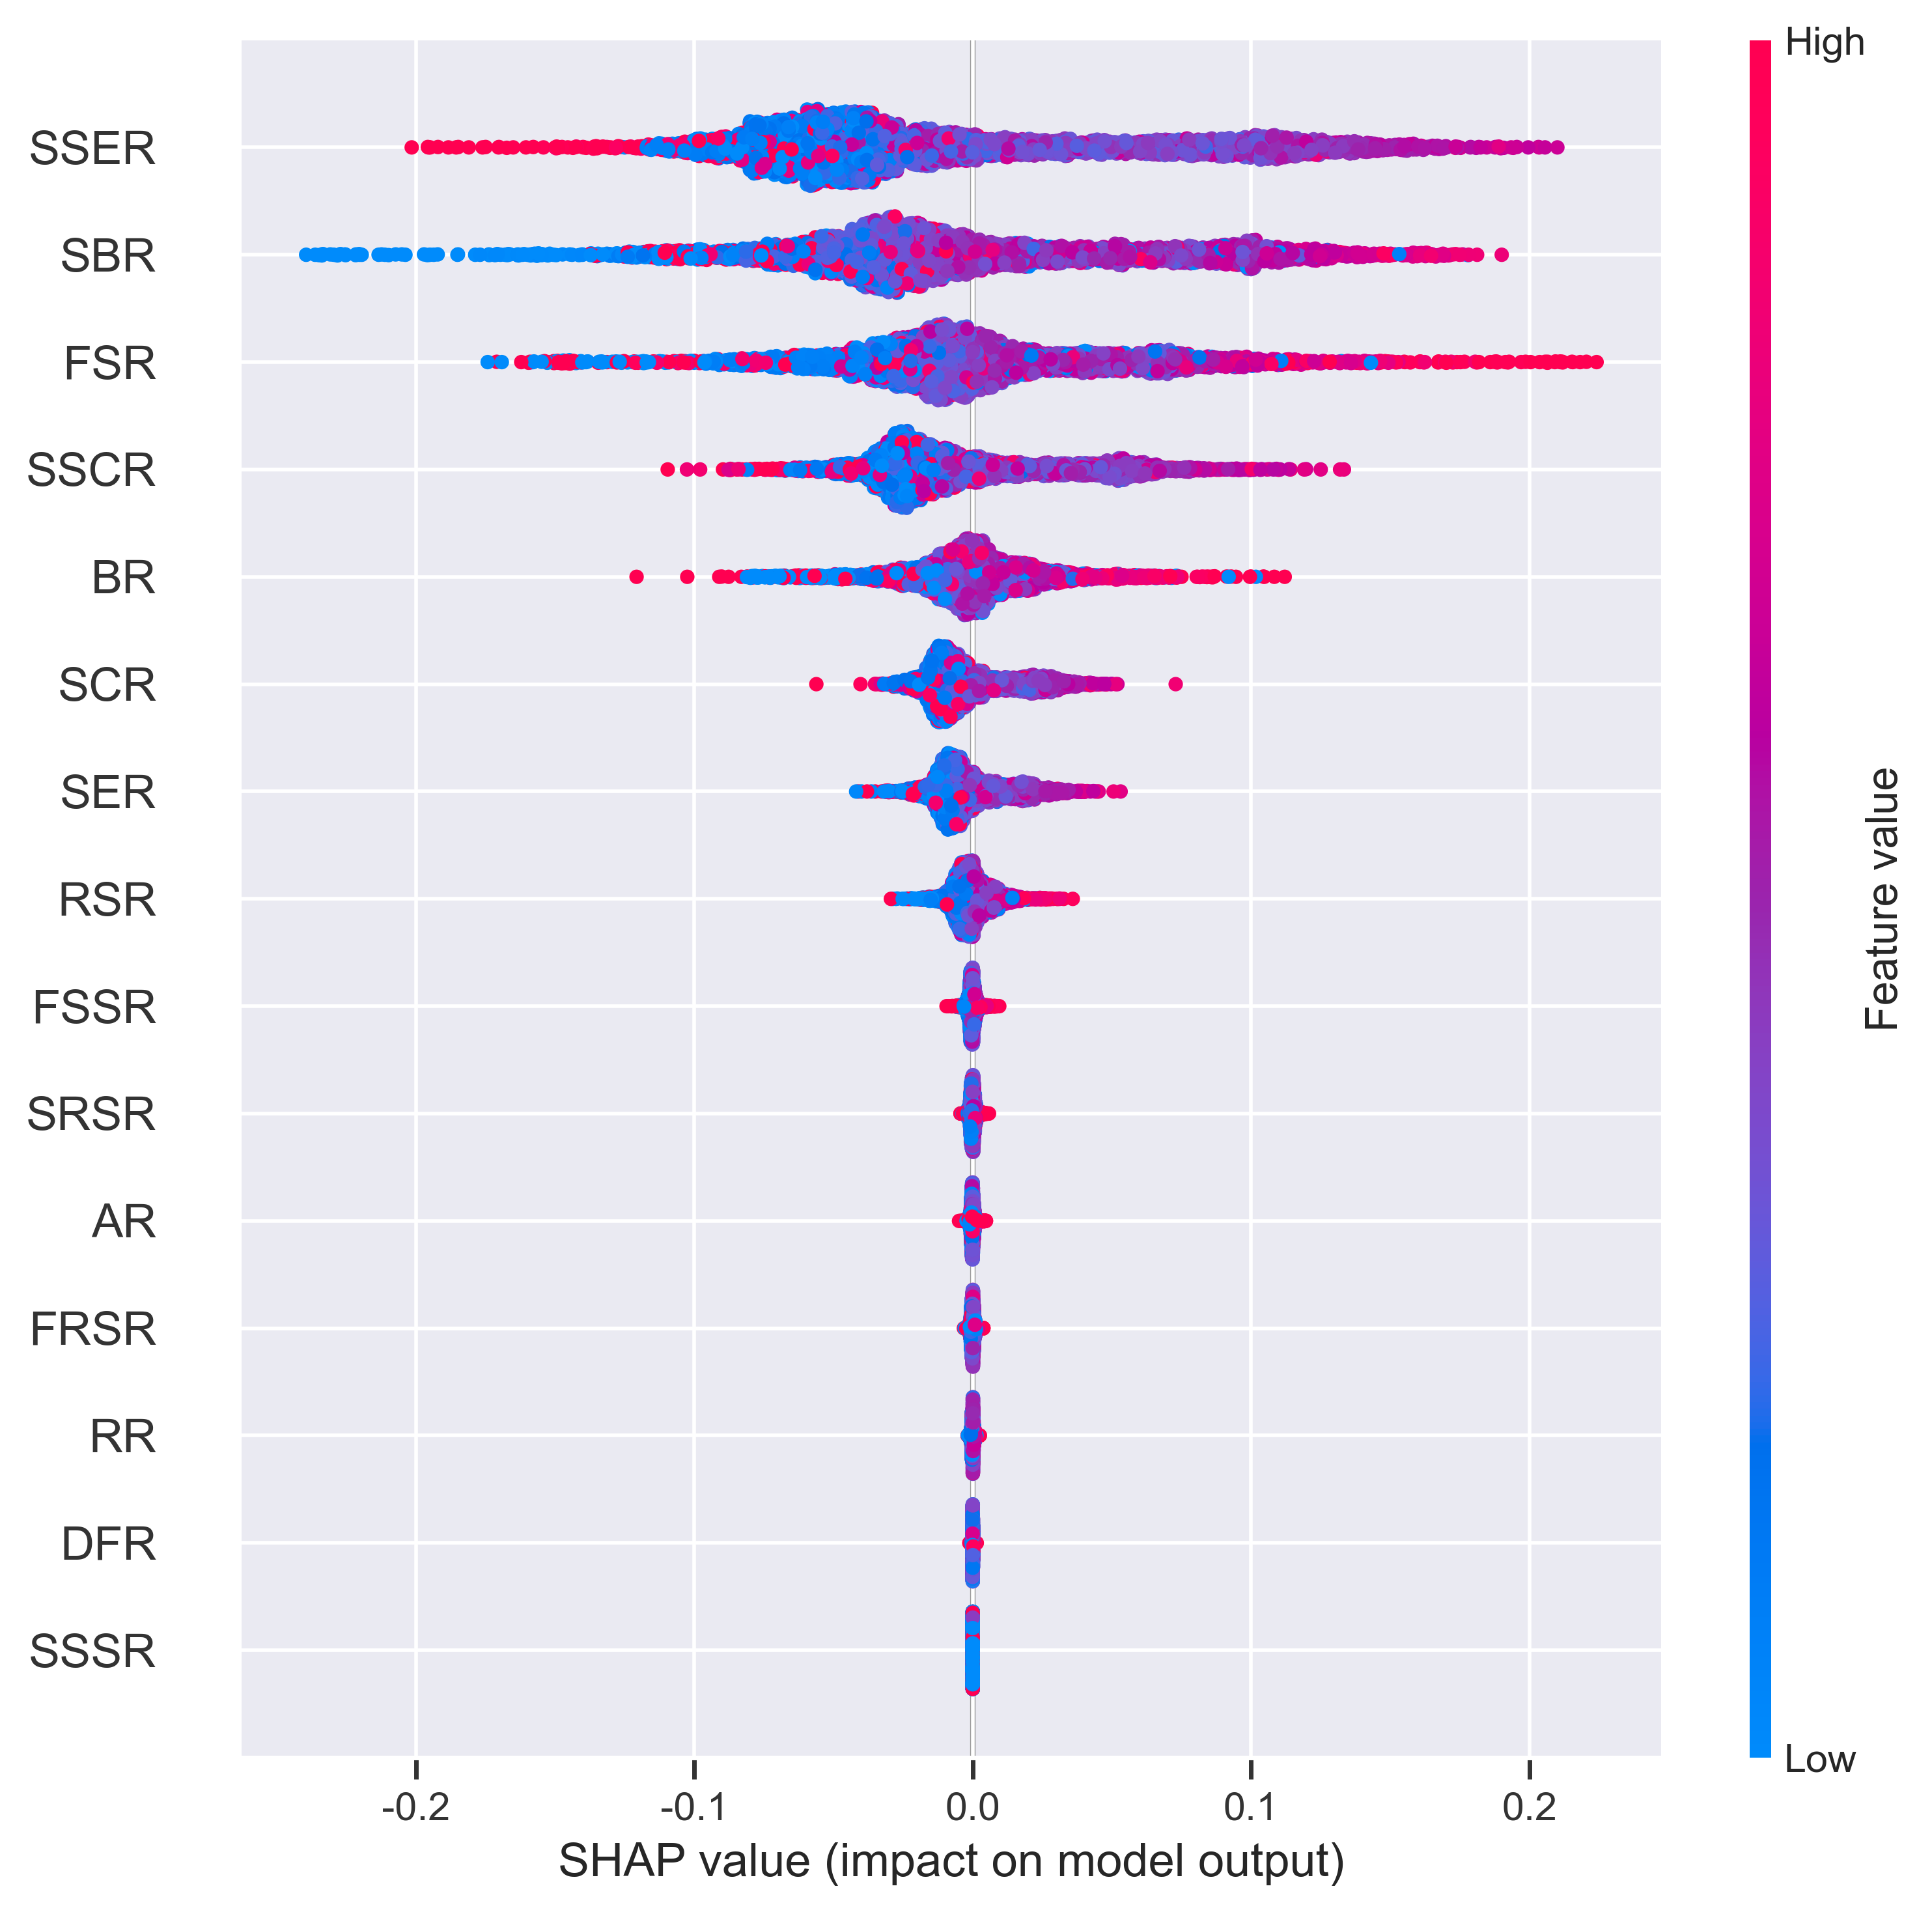 High
SSER
SBR
FSR
SSCR
BR
SCR
SER
RSR
FSSR
SRSR
AR
FRSR
RR
DFR
SSSR
Feature value
Low
-0.2 -0.1 0.0 0.1 0.2
SHAP value (impact on model output)